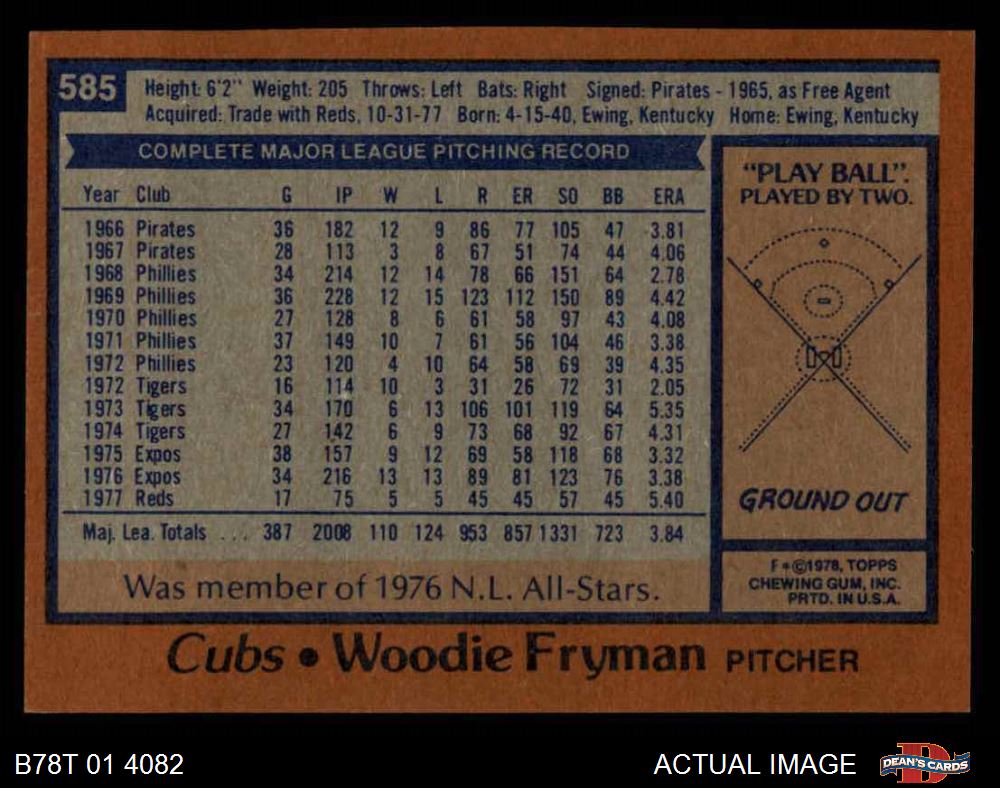 585
Height: 6'2" Weight: 205 Throws: Left Bats: Right Signed: Pirates - 1965, as Free Agent
Acquired: Trade with Reds, 10-31-77 Born: 4-15-40, Ewing, Kentucky Home: Ewing, Kentucky
COMPLETE MAJOR LEAGUE PITCHING RECORD
Year Club G IP W L R ER SO BB ERA
1966 Pirates 36 182 12 9 86 77 105 47 3.81
1967 Pirates 28 113 3 8 67 51 74 44 4.06
1968 Phillies 34 214 12 14 78 66 151 64 2.78
1969 Phillies 36 228 12 15 123 112 150 89 4.42
1970 Phillies 27 128 8 6 61 58 97 43 4.08
1971 Phillies 37 149 10 7 61 56 104 46 3.38
1972 Phillies 23 120 4 10 64 58 69 39 4.35
1972 Tigers 16 114 10 3 31 26 72 31 2.05
1973 Tigers 34 170 6 13 106 101 119 64 5.35
1974 Tigers 27 142 6 9 73 68 92 67 4.31
1975 Expos 38 157 9 12 69 58 118 68 3.32
1976 Expos 34 216 13 13 89 81 123 76 3.38
1977 Reds 17 75 5 5 45 45 57 45 5.40
Maj. Lea. Totals ... 387 2008 110 124 953 857 1331 723 3.84
Was member of 1976 N.L. All-Stars.
"PLAY BALL".
PLAYED BY TWO.
GROUND OUT
F*©1978, TOPPS
CHEWING GUM, INC.
PRTD. IN U.S.A.
Cubs • Woodie Fryman PITCHER
B78T 01 4082
ACTUAL IMAGE
DEAN'S CARDS